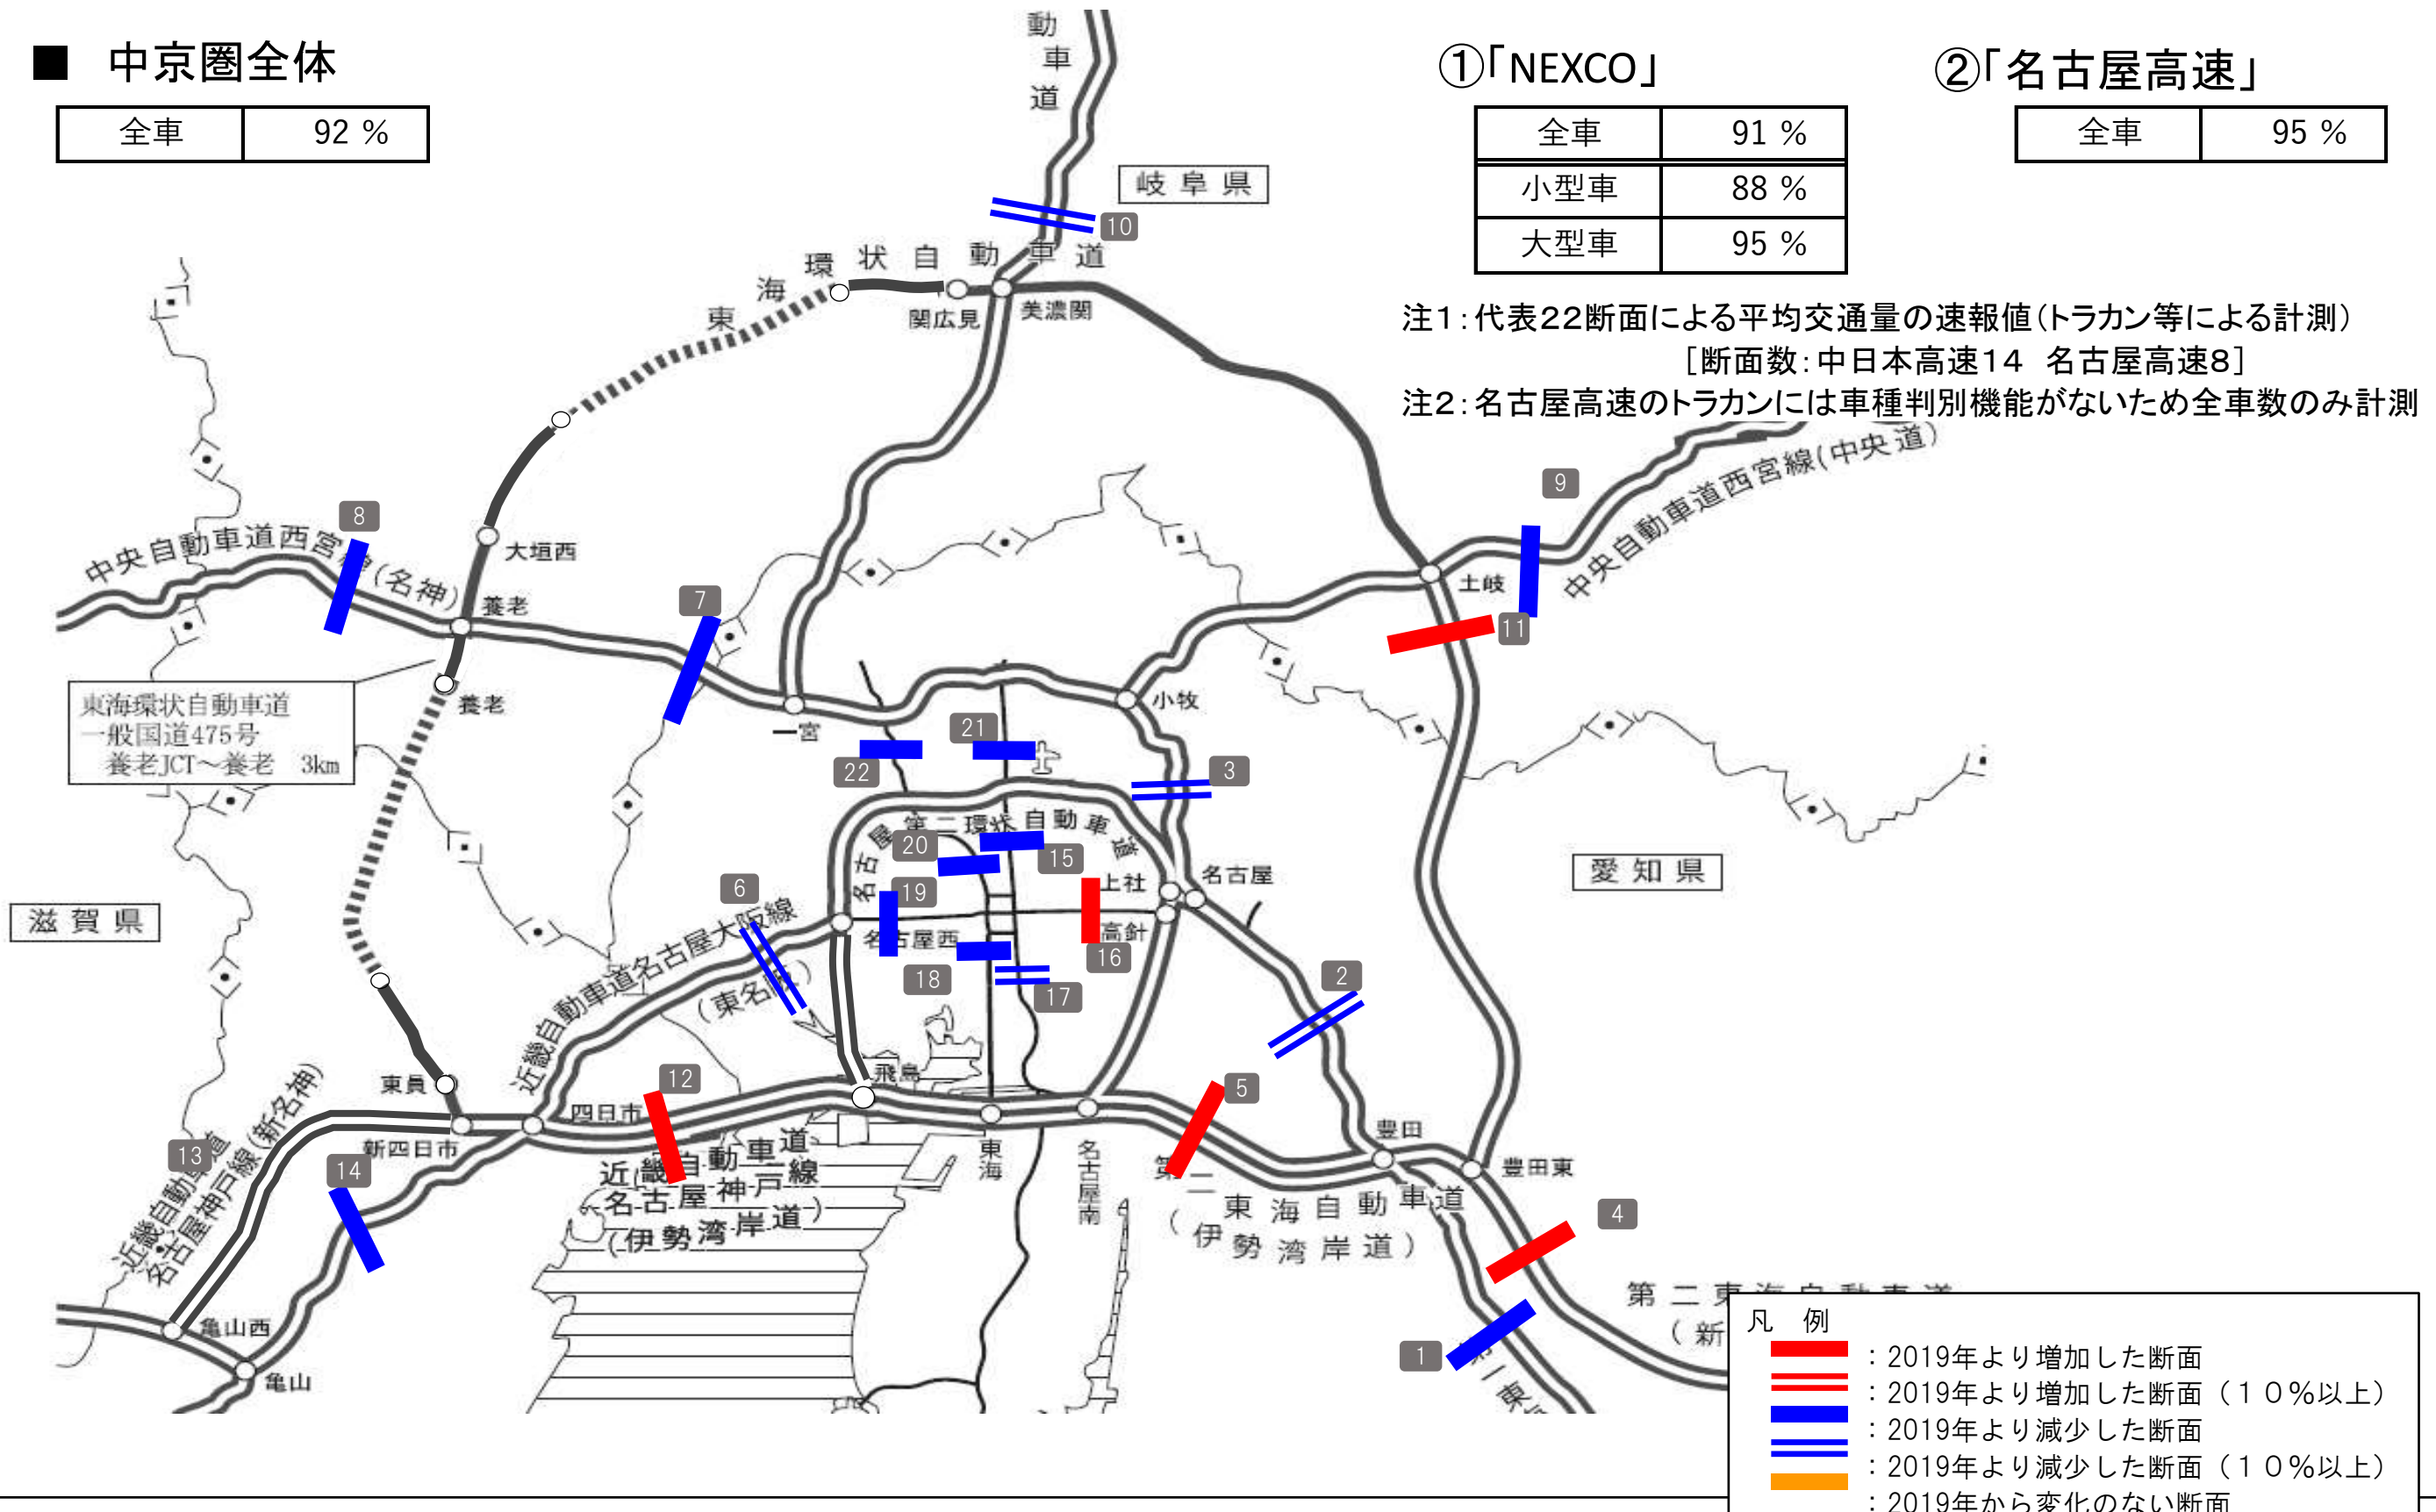 ■ 中京圏全体
全車 92 %
①「NEXCO」
全車 91 %
小型車 88 %
大型車 95 %
②「名古屋高速」
全車 95 %
注1：代表22断面による平均交通量の速報値（トラカン等による計測）
［断面数：中日本高速14 名古屋高速8］
注2：名古屋高速のトラカンには車種判別機能がないため全車数のみ計測
動車道
岐阜県
10
東海環状自動車道
関広見
美濃関
中央自動車道西宮線(中央道)
9
8
中央自動車道西宮線(名神)
大垣西
養老
7
土岐
11
東海環状自動車道
一般国道475号
養老JCT～養老 3km
養老
一宮
小牧
21
22
3
名古屋第二環状自動車道
20
15
19
上社
名古屋
愛知県
滋賀県
6
近畿自動車道名古屋大阪線
(東名阪)
名古屋西
高針
16
18
17
2
飛島
東員
12
四日市
5
新四日市
13
14
近畿自動車道
名古屋神戸線(新名神)
近畿自動車道
名古屋神戸線
(伊勢湾岸道)
東海
名古屋南
豊田
豊田東
第二東海自動車道
(伊勢湾岸道)
4
亀山西
亀山
1
第二東海自動車道
(新
第一東
凡 例
：2019年より増加した断面
：2019年より増加した断面（１０％以上）
：2019年より減少した断面
：2019年より減少した断面（１０％以上）
：2019年から変化のない断面